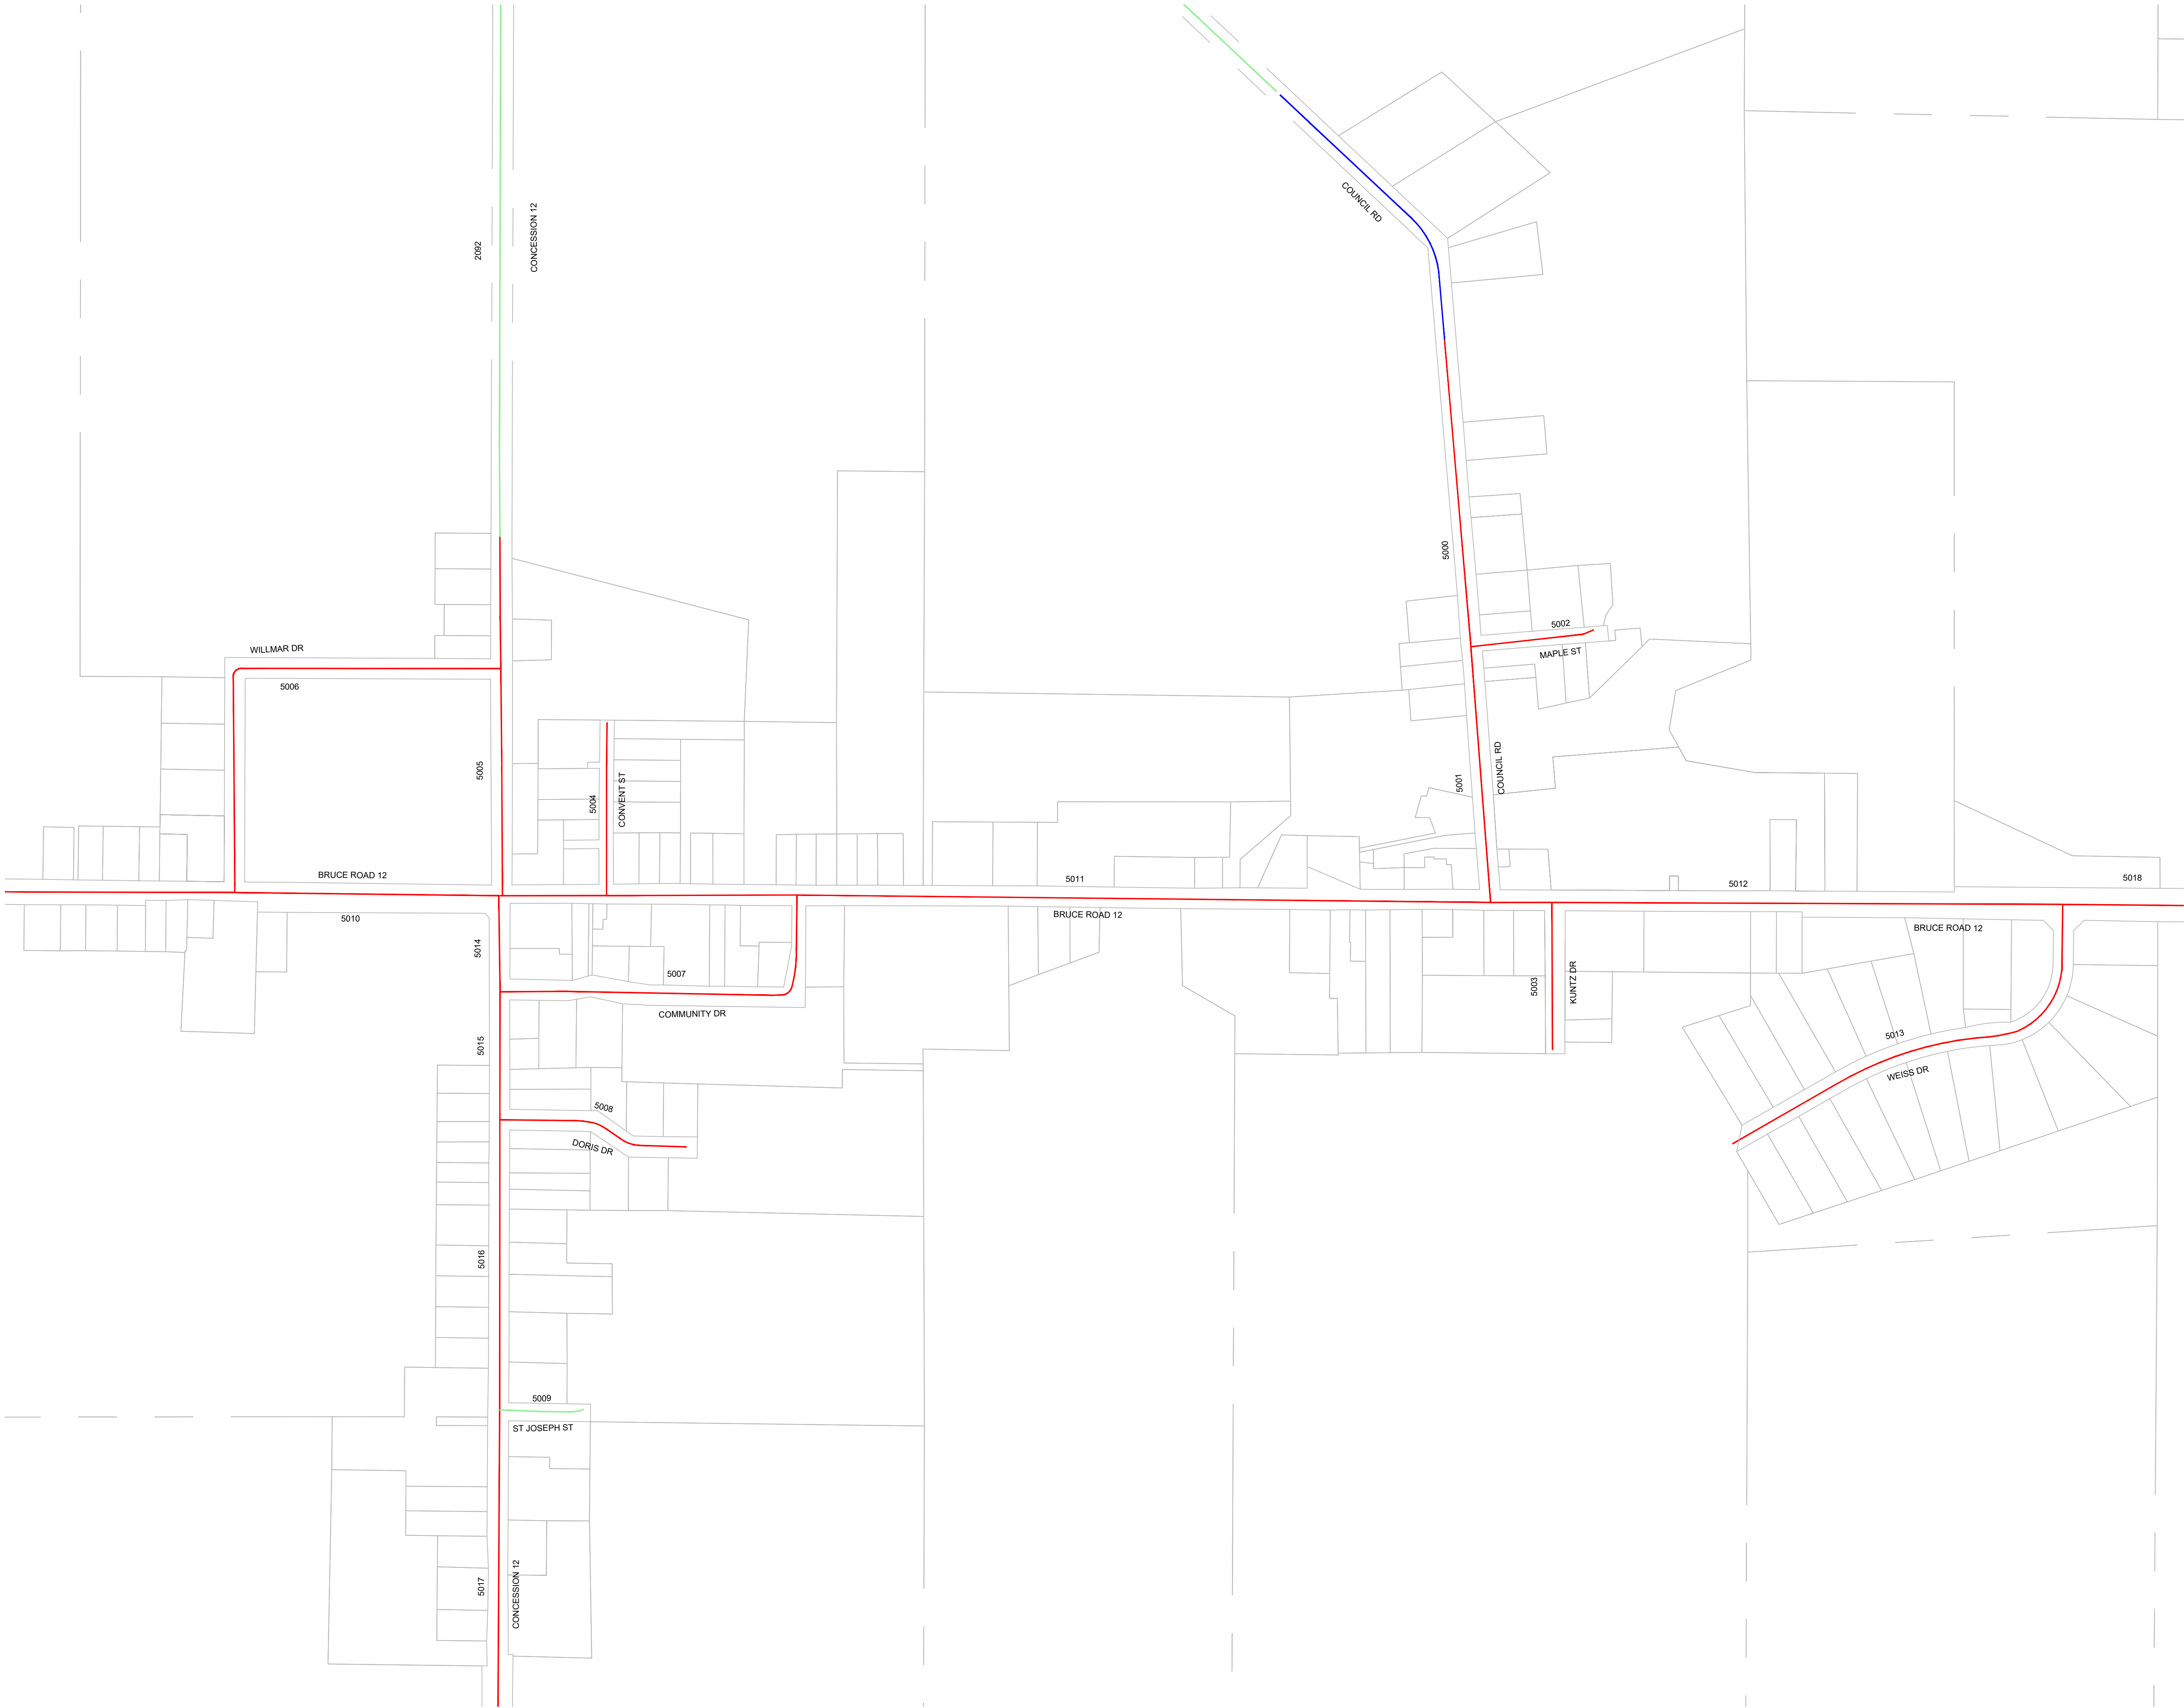 COUNCIL RD
2092
CONCESSION 12
5000
5002
MAPLE ST
WILLMAR DR
5006
5005
5004
CONVENT ST
5001
COUNCIL RD
BRUCE ROAD 12
5011
5012
5018
5010
BRUCE ROAD 12
BRUCE ROAD 12
5014
5007
COMMUNITY DR
5003
KUNTZ DR
5015
5013
WEISS DR
5008
DORIS DR
5016
5009
ST JOSEPH ST
5017
CONCESSION 12